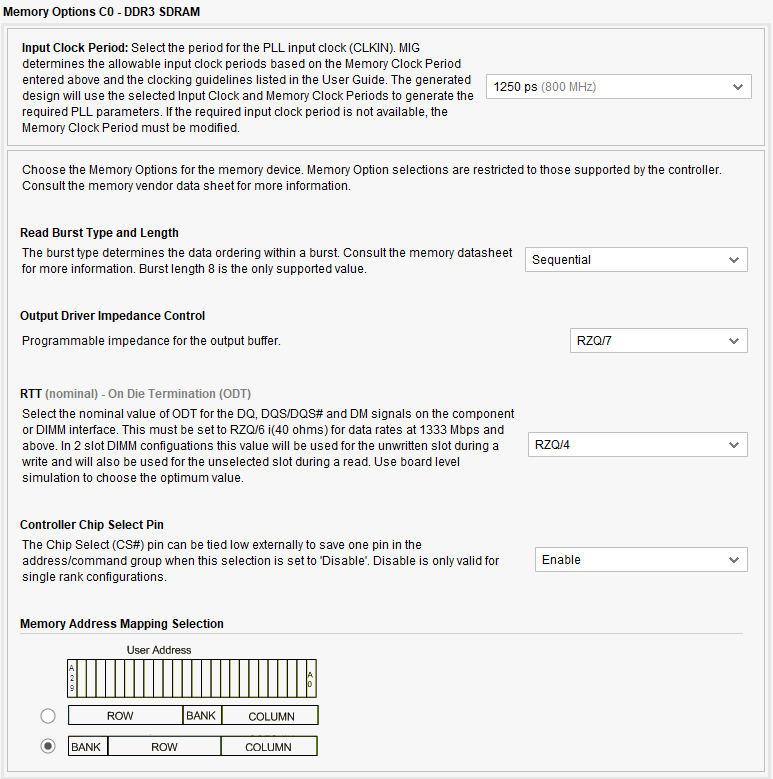 Memory Options C0 - DDR3 SDRAM
Input Clock Period: Select the period for the PLL input clock (CLKIN). MIG
determines the allowable input clock periods based on the Memory Clock Period
entered above and the clocking guidelines listed in the User Guide. The generated
design will use the selected Input Clock and Memory Clock Periods to generate the
required PLL parameters. If the required input clock period is not available, the
Memory Clock Period must be modified.
1250 ps (800 MHz)
Choose the Memory Options for the memory device. Memory Option selections are restricted to those supported by the controller.
Consult the memory vendor data sheet for more information.
Read Burst Type and Length
The burst type determines the data ordering within a burst. Consult the memory datasheet
for more information. Burst length 8 is the only supported value.
Sequential
Output Driver Impedance Control
Programmable impedance for the output buffer.
RZQ/7
RTT (nominal) - On Die Termination (ODT)
Select the nominal value of ODT for the DQ, DQS/DQS# and DM signals on the component
or DIMM interface. This must be set to RZQ/6 i(40 ohms) for data rates at 1333 Mbps and
above. In 2 slot DIMM configuations this value will be used for the unwritten slot during a
write and will also be used for the unselected slot during a read. Use board level
simulation to choose the optimum value.
RZQ/4
Controller Chip Select Pin
The Chip Select (CS#) pin can be tied low externally to save one pin in the
address/command group when this selection is set to 'Disable'. Disable is only valid for
single rank configurations.
Enable
Memory Address Mapping Selection
User Address
A29 A0
ROW BANK COLUMN
BANK ROW COLUMN